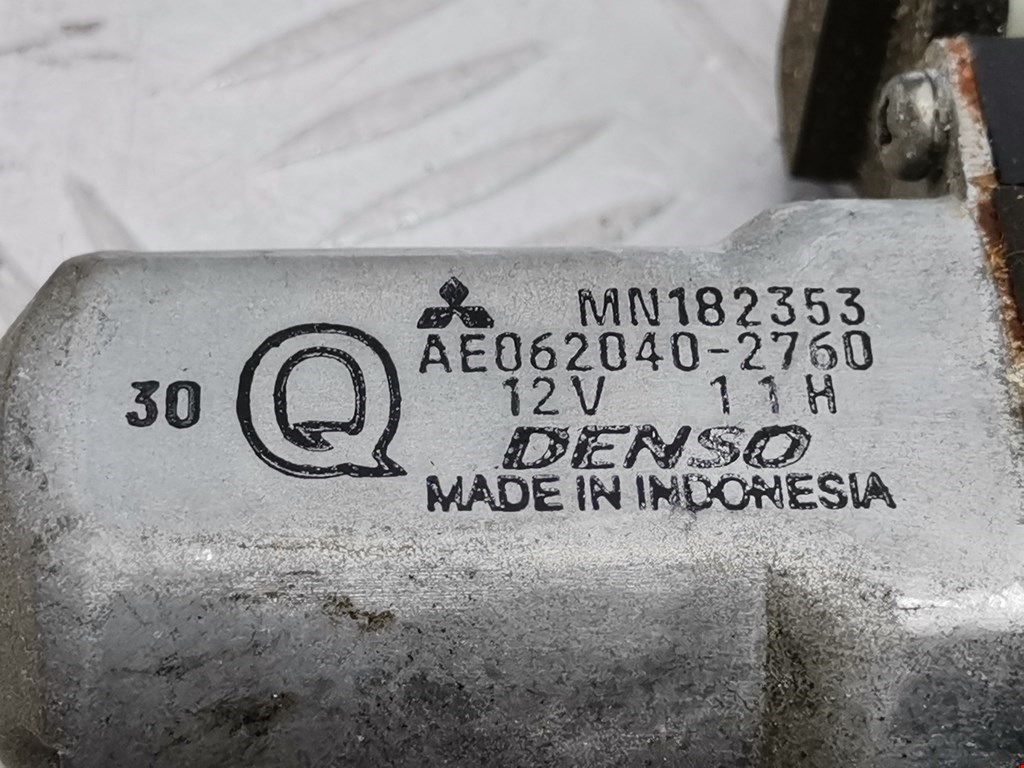 MN182353
AE062040-2760
30 Q 12V 11H
DENSO
MADE IN INDONESIA